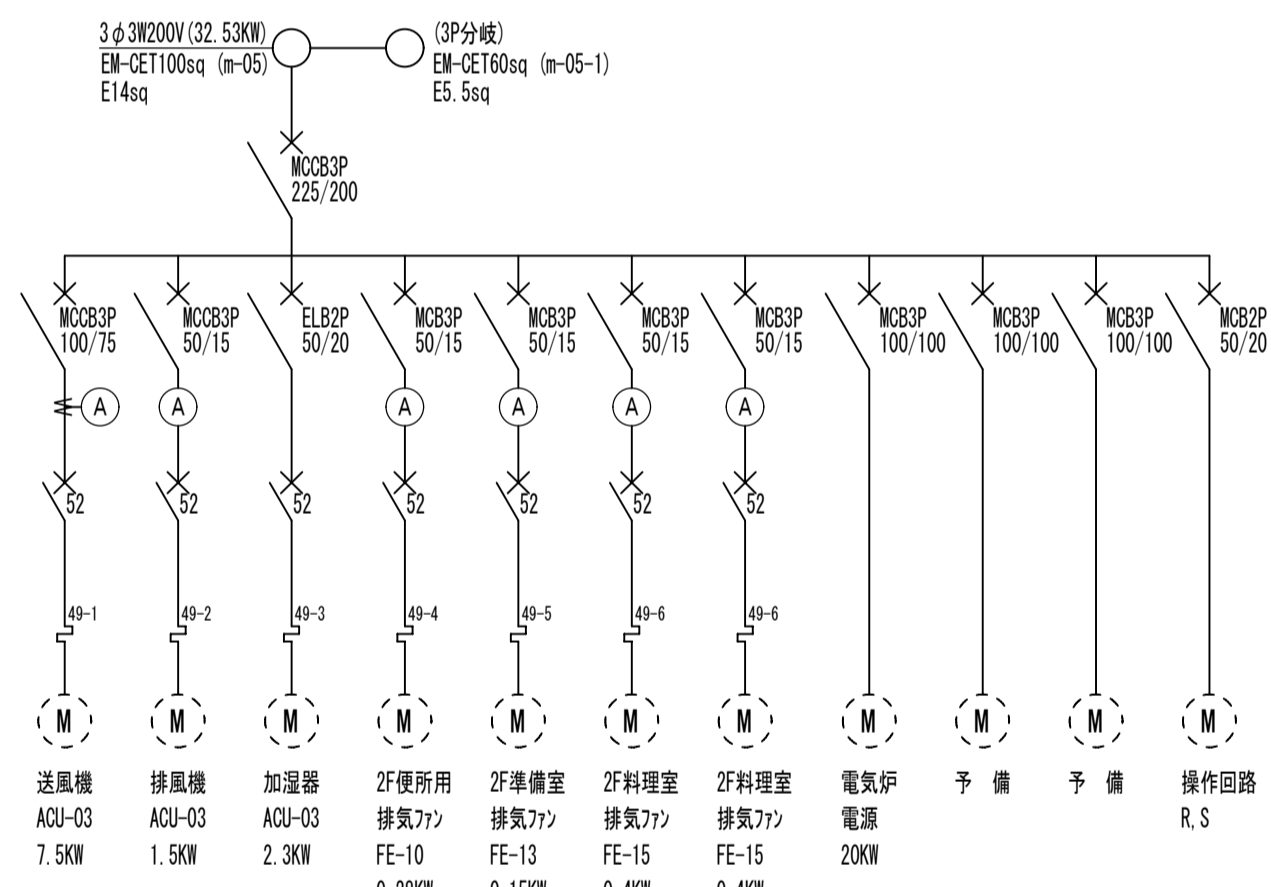 3φ3W200V(32.53KW)
EM-CET100sq (m-05)
E14sq
(3P分岐)
EM-CET60sq (m-05-1)
E5.5sq
MCCB3P
225/200
MCCB3P
100/75
MCCB3P
50/15
ELB2P
50/20
MCB3P
50/15
MCB3P
50/15
MCB3P
50/15
MCB3P
50/15
MCB3P
100/100
MCB3P
100/100
MCB3P
100/100
MCB2P
50/20
A
A
A
A
A
A
52
52
52
52
52
52
52
49-1
49-2
49-3
49-4
49-5
49-6
49-6
M
M
M
M
M
M
M
M
M
M
M
送風機
ACU-03
7.5KW
排風機
ACU-03
1.5KW
加湿器
ACU-03
2.3KW
2F便所用
排気ファン
FE-10
2F準備室
排気ファン
FE-13
0.15KW
2F料理室
排気ファン
FE-15
0.4KW
2F料理室
排気ファン
FE-15
0.4KW
電気炉
電源
20KW
予 備
予 備
操作回路
R,S